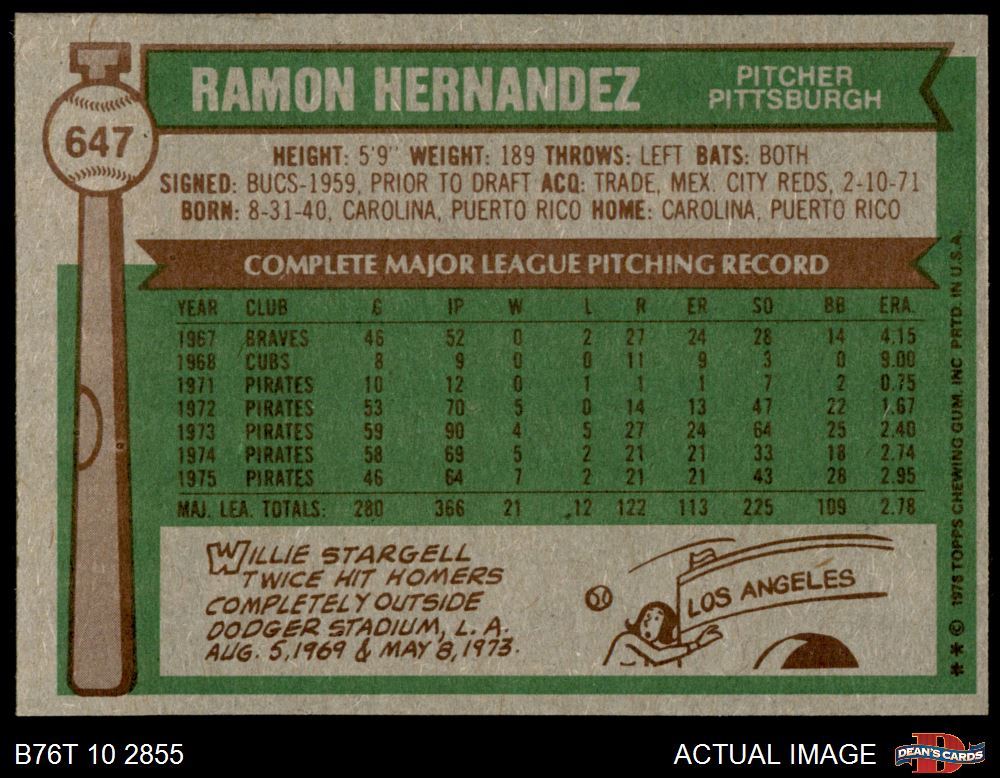 RAMON HERNANDEZ
PITCHER
PITTSBURGH
647
HEIGHT: 5'9" WEIGHT: 189 THROWS: LEFT BATS: BOTH
SIGNED: BUCS-1959, PRIOR TO DRAFT ACQ: TRADE, MEX. CITY REDS, 2-10-71
BORN: 8-31-40, CAROLINA, PUERTO RICO HOME: CAROLINA, PUERTO RICO
COMPLETE MAJOR LEAGUE PITCHING RECORD
YEAR CLUB G IP W L R ER SO BB ERA.
1967 BRAVES 46 52 0 2 27 24 28 14 4.15
1968 CUBS 8 9 0 0 11 9 3 0 9.00
1971 PIRATES 10 12 0 1 1 1 7 2 0.75
1972 PIRATES 53 70 5 0 14 13 47 22 1.67
1973 PIRATES 59 90 4 5 27 24 64 25 2.40
1974 PIRATES 58 69 5 2 21 21 33 18 2.74
1975 PIRATES 46 64 7 2 21 21 43 28 2.95
MAJ. LEA. TOTALS: 280 366 21 12 122 113 225 109 2.78
WILLIE STARGELL
TWICE HIT HOMERS
COMPLETELY OUTSIDE
DODGER STADIUM, L.A.
AUG. 5, 1969 & MAY 8, 1973.
LOS ANGELES
** © 1976 TOPPS CHEWING GUM, INC PRTD. IN U.S.A.
B76T 10 2855
ACTUAL IMAGE
DEAN'S CARDS